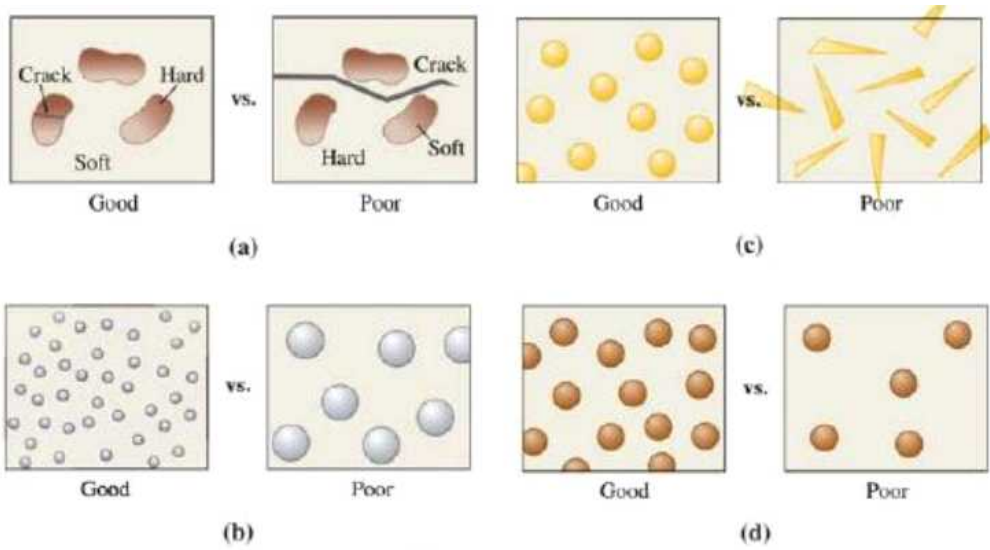 Crack
Hard
Soft
Good
vs.
Crack
Hard
Soft
Poor
(a)
Good
vs.
Poor
(c)
Good
vs.
Poor
(b)
Good
vs.
Poor
(d)